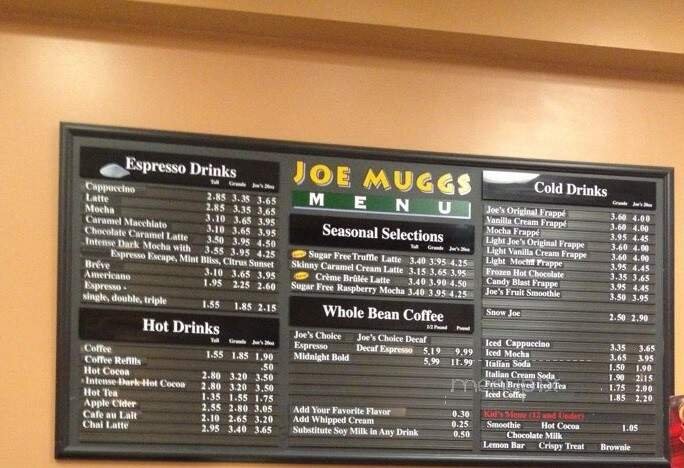 Espresso Drinks
Tall Grande Joe's 20oz
Cappuccino 2.85 3.35 3.65
Latte 2.85 3.35 3.65
Mocha 3.10 3.65 3.95
Caramel Macchiato 3.10 3.65 3.95
Chocolate Caramel Latte 3.50 3.95 4.50
Intense Dark Mocha with 3.55 3.95 4.25
Espresso Escape, Mint Bliss, Citrus Sunset
Bréve 3.10 3.65 3.95
Americano 1.95 2.25 2.60
Espresso -
single, double, triple 1.55 1.85 2.15
Hot Drinks
Tall Grande Joe's 20oz
Coffee 1.55 1.85 1.90
Coffee Refills .50
Hot Cocoa 2.80 3.20 3.50
Intense Dark Hot Cocoa 2.80 3.20 3.50
Hot Tea 1.35 1.55 1.75
Apple Cider 2.55 2.80 3.05
Cafe au Lait 2.10 2.65 3.20
Chai Latte 2.95 3.40 3.65
JOE MUGGS
MENU
Seasonal Selections
Tall Grande Joe's 20oz
Sugar Free Truffle Latte 3.40 3.95 4.25
Skinny Caramel Cream Latte 3.15 3.65 3.95
Crème Brûlée Latte 3.40 3.90 4.50
Sugar Free Raspberry Mocha 3.40 3.95 4.25
Whole Bean Coffee
1/2 Pound Pound
Joe's Choice Joe's Choice Decaf
Espresso Decaf Espresso 5.19 9.99
Midnight Bold 5.99 11.99
Add Your Favorite Flavor 0.30
Add Whipped Cream 0.25
Substitute Soy Milk in Any Drink 0.50
Cold Drinks
Grande Joe's 20oz
Joe's Original Frappé 3.60 4.00
Vanilla Cream Frappé 3.60 4.00
Mocha Frappé 3.95 4.45
Light Joe's Original Frappé 3.60 4.00
Light Vanilla Cream Frappé 3.60 4.00
Light Mocha Frappé 3.95 4.45
Frozen Hot Chocolate 3.35 3.65
Candy Blast Frappé 3.95 4.45
Joe's Fruit Smoothie 3.50 3.95
Snow Joe 2.50 2.90
Iced Cappuccino 3.35 3.65
Iced Mocha 3.65 3.95
Italian Soda 1.50 1.90
Italian Cream Soda 1.90 2.15
Fresh Brewed Iced Tea 1.75 2.00
Iced Coffee 1.85 2.20
Kid's Menu (12 and Under)
Smoothie Hot Cocoa 1.05
Chocolate Milk
Lemon Bar Crispy Treat Brownie